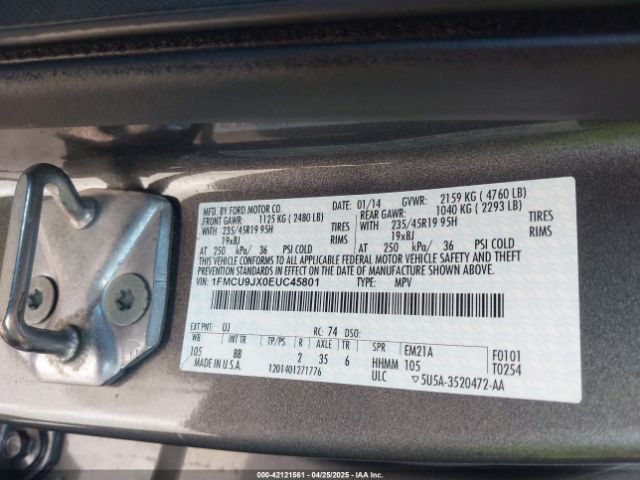 MFD. BY FORD MOTOR CO.
01/14 GVWR: 2159 KG ( 4760 LB)
FRONT GAWR: 1125 KG ( 2480 LB) REAR GAWR: 1040 KG ( 2293 LB)
WITH 235/45R19 95H TIRES WITH 235/45R19 95H TIRES
19x8J RIMS 19x8J RIMS
AT 250 kPa/ 36 PSI COLD AT 250 kPa/ 36 PSI COLD
THIS VEHICLE CONFORMS TO ALL APPLICABLE FEDERAL MOTOR VEHICLE SAFETY AND BUMPER
AND THEFT PREVENTION STANDARDS IN EFFECT ON THE DATE OF MANUFACTURE SHOWN ABOVE.
VIN: 1FMCU9JX0EUC45801 TYPE: MPV
EXT PNT: UJ RC: 74 DSO:
WB INT TR TP/PS R AXLE TR SPR EM21A F0101
105 BB 2 35 6 HHMM 105 T0254
MADE IN U.S.A. 1201401271776 ULC 5U5A-3520472-AA
000-42121561 - 04/25/2025 - IAA Inc.